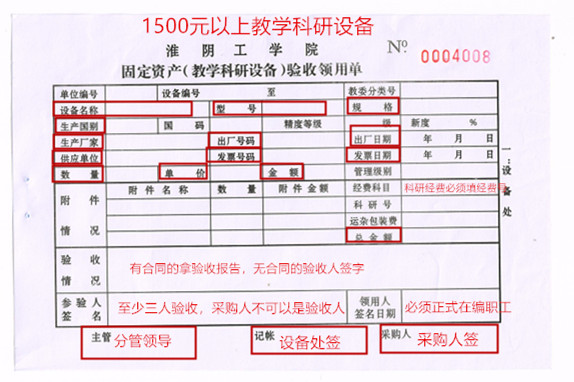 1500元以上教学科研设备
淮阴工学院
No 0004008
固定资产(教学科研设备)验收领用单
单位编号 设备编号 至 教委分类号
设备名称 型号 规格
生产国别 国码 精度等级 级 新度 %
生产厂家 出厂号码 出厂日期 年 月 日
供应单位 发票号码 发票日期 年 月 日
数量 单价 金额 管理级别
附件情况 附件名称 数量 附件金额 经费科目 科研经费必须填经费号
科研号
运杂包装费
总金额
验收情况 有合同的拿验收报告，无合同的验收人签字
参验人签名 至少三人验收，采购人不可以是验收人 领用人签名日期 必须正式在编职工
主管 分管领导 记帐 设备处签 采购人 采购人签
一：设备处